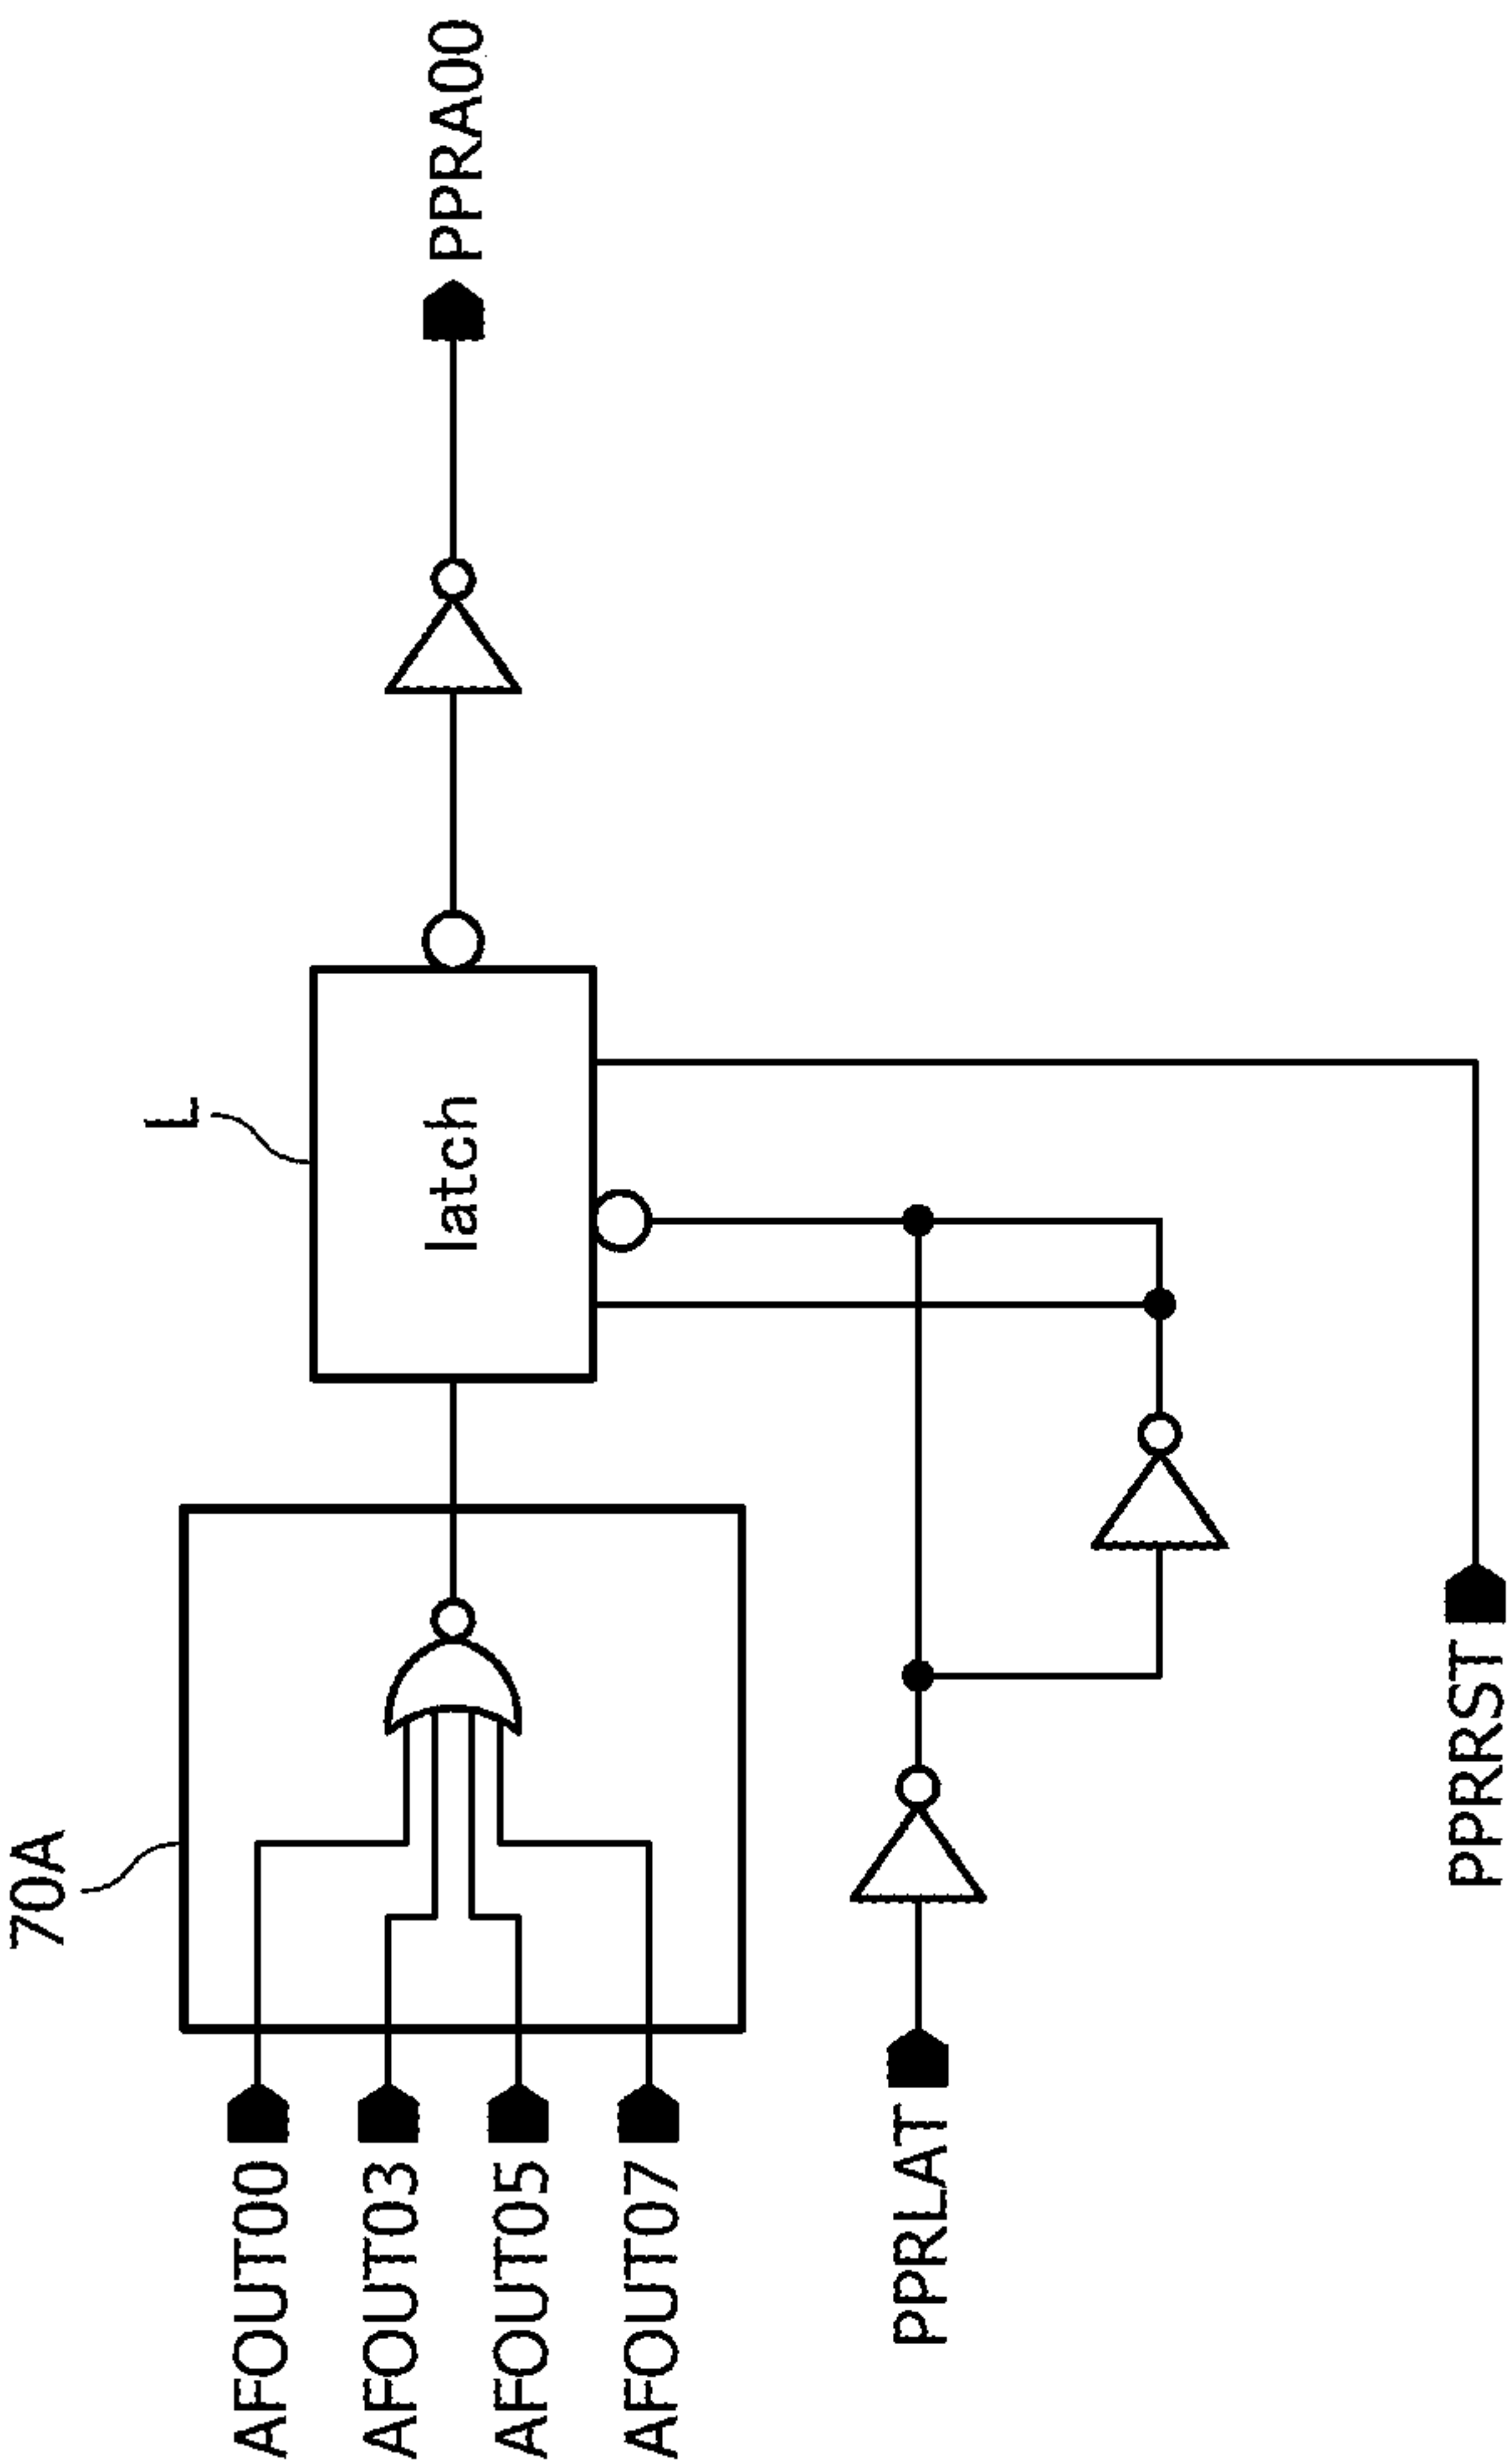 70A
L
AFOUT00
AFOUT03
AFOUT05
AFOUT07
latch
PPRA00
PPRLAT
PPRRST